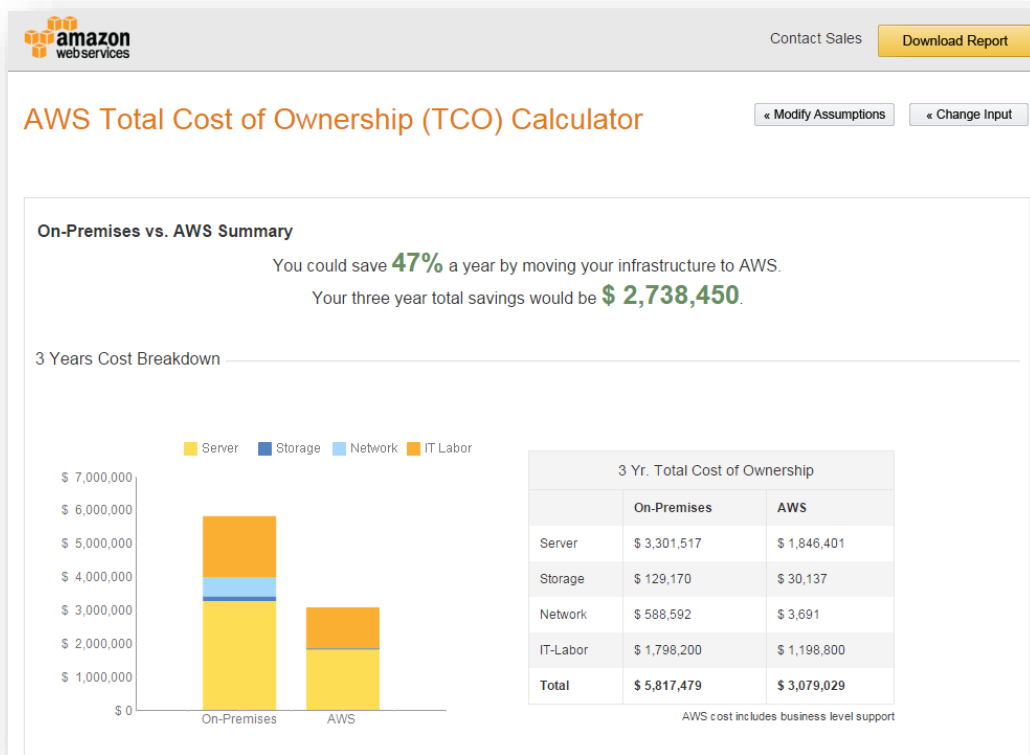 amazon
webservices
Contact Sales
Download Report
AWS Total Cost of Ownership (TCO) Calculator
« Modify Assumptions
« Change Input
On-Premises vs. AWS Summary
You could save 47% a year by moving your infrastructure to AWS.
Your three year total savings would be $ 2,738,450.
3 Years Cost Breakdown
Server Storage Network IT Labor
$ 7,000,000
$ 6,000,000
$ 5,000,000
$ 4,000,000
$ 3,000,000
$ 2,000,000
$ 1,000,000
$ 0
On-Premises AWS
3 Yr. Total Cost of Ownership
On-Premises AWS
Server $ 3,301,517 $ 1,846,401
Storage $ 129,170 $ 30,137
Network $ 588,592 $ 3,691
IT-Labor $ 1,798,200 $ 1,198,800
Total $ 5,817,479 $ 3,079,029
AWS cost includes business level support